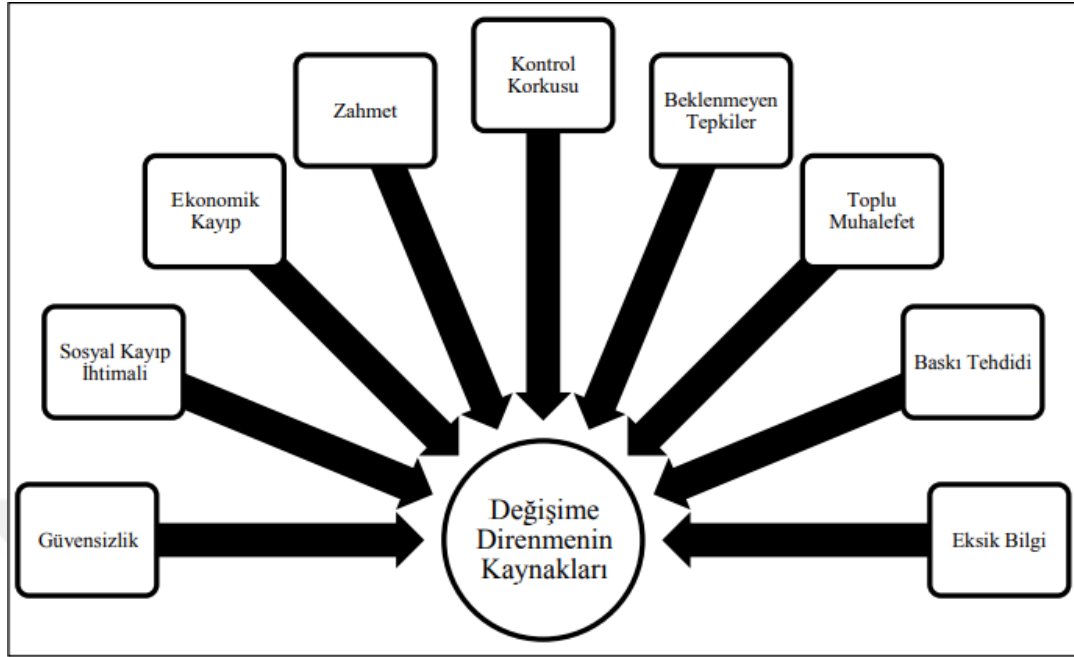 Kontrol
Korkusu
Zahmet
Beklenmeyen
Tepkiler
Ekonomik
Kayıp
Toplu
Muhalefet
Sosyal Kayıp
İhtimali
Baskı Tehdidi
Güvensizlik
Değişime
Direnmenin
Kaynakları
Eksik Bilgi